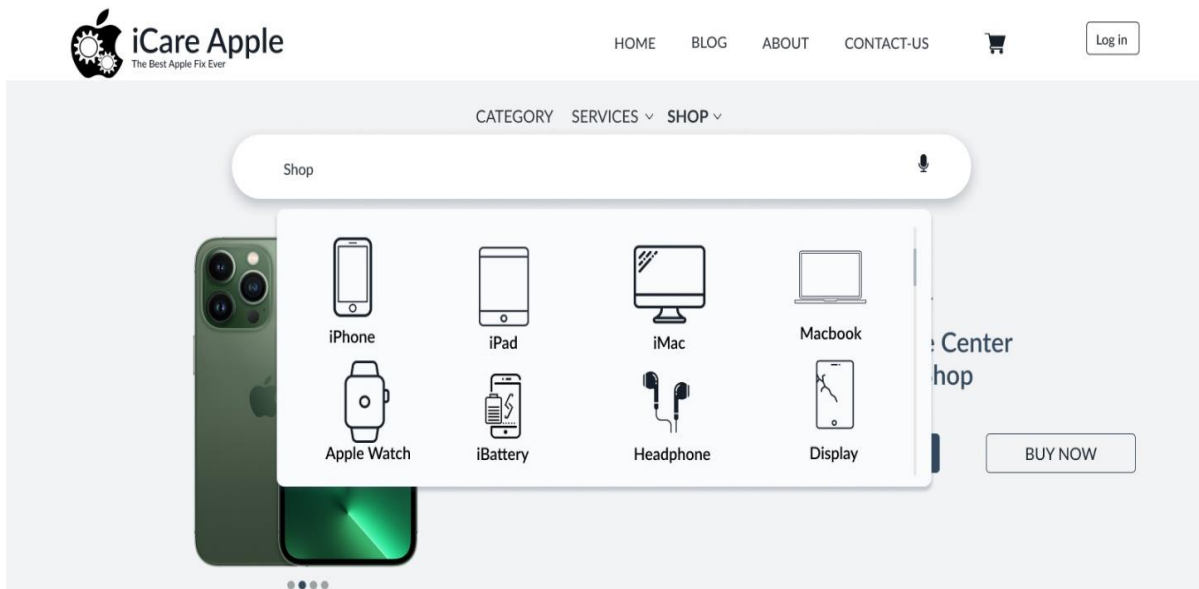 iCare Apple
The Best Apple Fix Ever
HOME BLOG ABOUT CONTACT-US
Log in
CATEGORY SERVICES SHOP
Shop
iPhone iPad iMac Macbook
Center
Apple Watch iBattery Headphone Display
BUY NOW